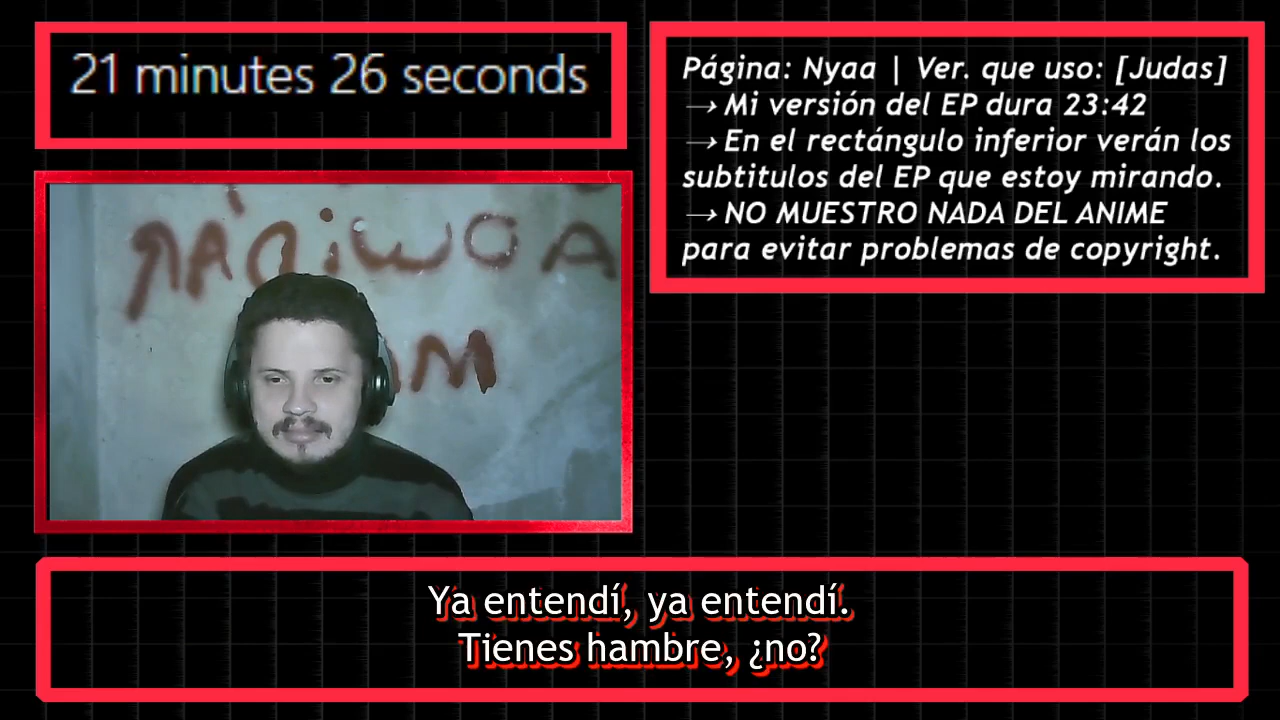 21 minutes 26 seconds
Página: Nyaa | Ver. que uso: [Judas]
→ Mi versión del EP dura 23:42
→ En el rectángulo inferior verán los
subtitulos del EP que estoy mirando.
→ NO MUESTRO NADA DEL ANIME
para evitar problemas de copyright.
Ya entendí, ya entendí.
Tienes hambre, ¿no?